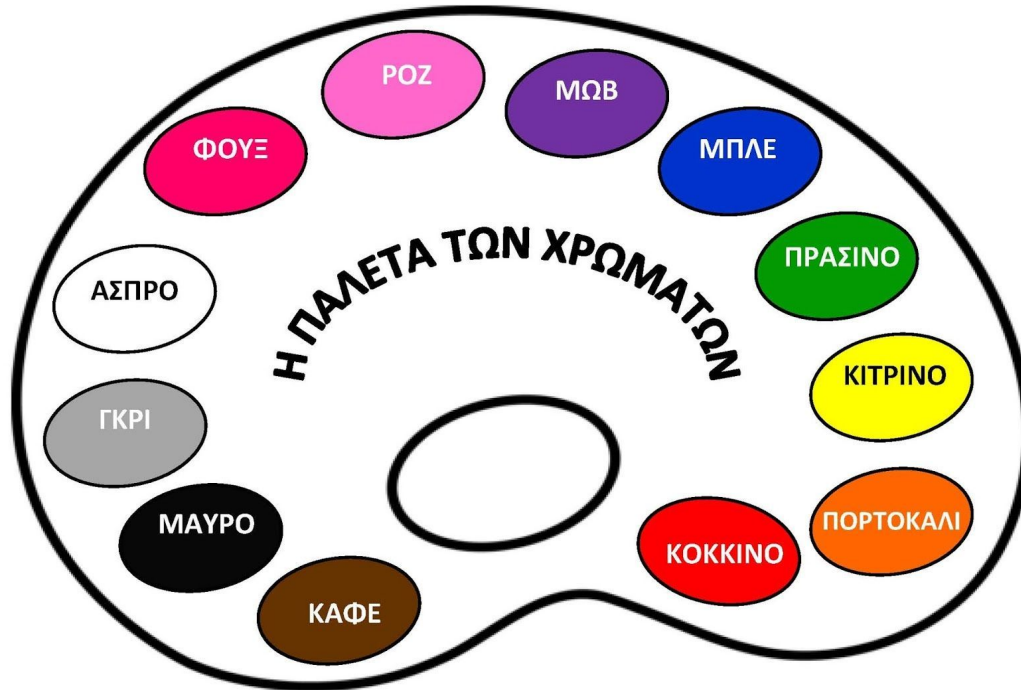 ΡΟΖ
ΜΩΒ
ΦΟΥΞ
ΜΠΛΕ
ΠΡΑΣΙΝΟ
ΑΣΠΡΟ
Η ΠΑΛΕΤΑ ΤΩΝ ΧΡΩΜΑΤΩΝ
ΚΙΤΡΙΝΟ
ΓΚΡΙ
ΠΟΡΤΟΚΑΛΙ
ΜΑΥΡΟ
ΚΟΚΚΙΝΟ
ΚΑΦΕ